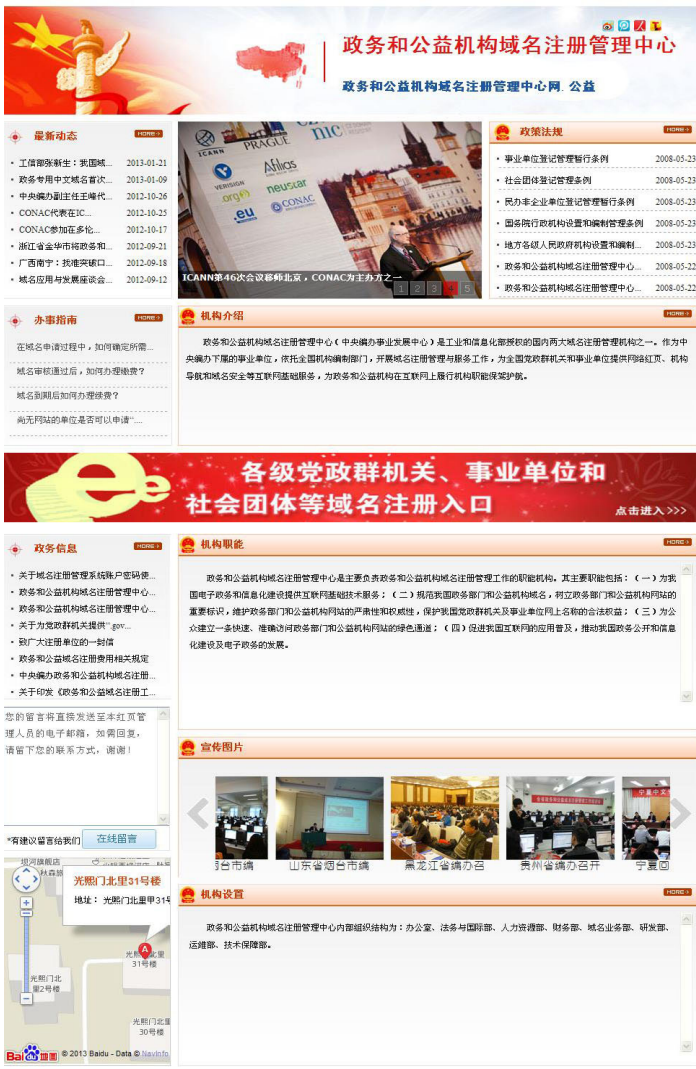 政务和公益机构域名注册管理中心
政务和公益机构域名注册管理中心网.公益
最新动态
MORE
· 工信部张新生：我国域... 2013-01-21
· 政务专用中文域名首次... 2013-01-09
· 中央编办副主任王峰代... 2012-10-26
· CONAC代表在IC... 2012-10-25
· CONAC参加在多伦... 2012-10-17
· 浙江省金华市将政务和... 2012-09-21
· 广西南宁：找准突破口... 2012-09-18
· 域名应用与发展座谈会... 2012-09-12
ICANN
PRAGUE
CZ
NIC
VERISIGN
Afilias
.org
neustar
.eu
CONAC
ICANN第46次会议移师北京，CONAC为主办方之一
1 2 3 4 5
政策法规
MORE
· 事业单位登记管理暂行条例 2008-05-23
· 社会团体登记管理条例 2008-05-23
· 民办非企业单位登记管理暂行条例 2008-05-23
· 国务院行政机构设置和编制管理条例 2008-05-23
· 地方各级人民政府机构设置和编制... 2008-05-23
· 政务和公益机构域名注册管理中心... 2008-05-22
· 政务和公益机构域名注册管理中心... 2008-05-22
办事指南
MORE
在域名申请过程中，如何确定所需...
域名审核通过后，如何办理缴费？
域名到期后如何办理续费？
尚无网站的单位是否可以申请“....
机构介绍
MORE
政务和公益机构域名注册管理中心（中央编办事业发展中心）是工业和信息化部授权的国内两大域名注册管理机构之一。作为中
央编办下属的事业单位，依托全国机构编制部门，开展域名注册管理与服务工作，为全国党政群机关和事业单位提供网络红页、机构
导航和域名安全等互联网基础服务，为政务和公益机构在互联网上履行机构职能保驾护航。
各级党政群机关、事业单位和
社会团体等域名注册入口
点击进入>>>
政务信息
MORE
· 关于域名注册管理系统账户密码使...
· 政务和公益机构域名注册管理中心...
· 政务和公益机构域名注册管理中心...
· 关于为党政群机关提供“.gov...
· 致广大注册单位的一封信
· 政务和公益域名注册费用相关规定
· 中央编办政务和公益机构域名注册...
· 关于印发《政务和公益域名注册工...
机构职能
MORE
政务和公益机构域名注册管理中心是主要负责政务和公益机构域名注册管理工作的职能机构。其主要职能包括：（一）为我
国电子政务和信息化建设提供互联网基础技术服务；（二）规范我国政务部门和公益机构域名，树立政务部门和公益机构网站的
重要标识，维护政务部门和公益机构网站的严肃性和权威性，保护我国党政群机关及事业单位网上名称的合法权益；（三）为公
众建立一条快速、准确访问政务部门和公益机构网站的绿色通道；（四）促进我国互联网的应用普及，推动我国政务公开和信息
化建设及电子政务的发展。
您的留言将直接发送至本红页管
理人员的电子邮箱，如需回复，
请留下您的联系方式，谢谢！
*有建议留言给我们
在线留言
宣传图片
烟台市编
山东省烟台市编
黑龙江省编办召
贵州省编办召开
宁夏回
机构设置
MORE
政务和公益机构域名注册管理中心内部组织结构为：办公室、法务与国际部、人力资源部、财务部、域名业务部、研发部、
运维部、技术保障部。
坝河旗舰店
光熙门北里31号楼
地址： 光熙门北里甲31号
A
光熙门北里
31号楼
光熙门北
里2号楼
光熙门北里
30号楼
Bai du 地图
© 2013 Baidu - Data © NavInfo